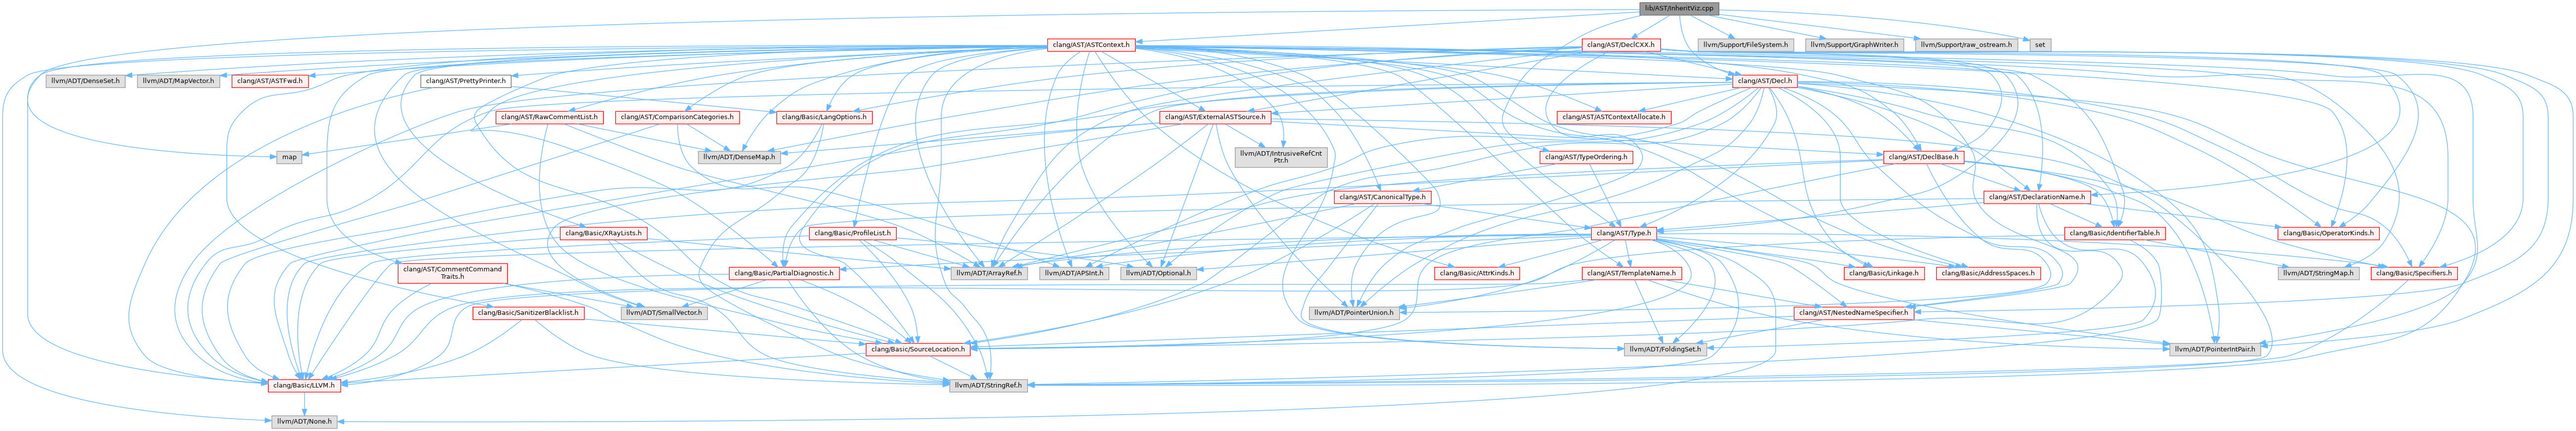 lib/AST/InheritViz.cpp
clang/AST/ASTContext.h
clang/AST/DeclCXX.h
llvm/Support/FileSystem.h
llvm/Support/GraphWriter.h
llvm/Support/raw_ostream.h
set
llvm/ADT/DenseSet.h
llvm/ADT/MapVector.h
clang/AST/ASTFwd.h
clang/AST/PrettyPrinter.h
clang/AST/Decl.h
clang/AST/RawCommentList.h
clang/AST/ComparisonCategories.h
clang/Basic/LangOptions.h
clang/AST/ExternalASTSource.h
clang/AST/ASTContextAllocate.h
map
llvm/ADT/DenseMap.h
llvm/ADT/IntrusiveRefCnt
Ptr.h
clang/AST/TypeOrdering.h
clang/AST/DeclBase.h
clang/AST/CanonicalType.h
clang/AST/DeclarationName.h
clang/Basic/XRayLists.h
clang/Basic/ProfileList.h
clang/AST/Type.h
clang/Basic/IdentifierTable.h
clang/Basic/OperatorKinds.h
clang/AST/CommentCommand
Traits.h
clang/Basic/PartialDiagnostic.h
llvm/ADT/ArrayRef.h
llvm/ADT/APSInt.h
llvm/ADT/Optional.h
clang/Basic/AttrKinds.h
clang/AST/TemplateName.h
clang/Basic/Linkage.h
clang/Basic/AddressSpaces.h
llvm/ADT/StringMap.h
clang/Basic/Specifiers.h
clang/Basic/SanitizerBlacklist.h
llvm/ADT/SmallVector.h
llvm/ADT/PointerUnion.h
clang/AST/NestedNameSpecifier.h
clang/Basic/SourceLocation.h
llvm/ADT/FoldingSet.h
llvm/ADT/PointerIntPair.h
clang/Basic/LLVM.h
llvm/ADT/StringRef.h
llvm/ADT/None.h